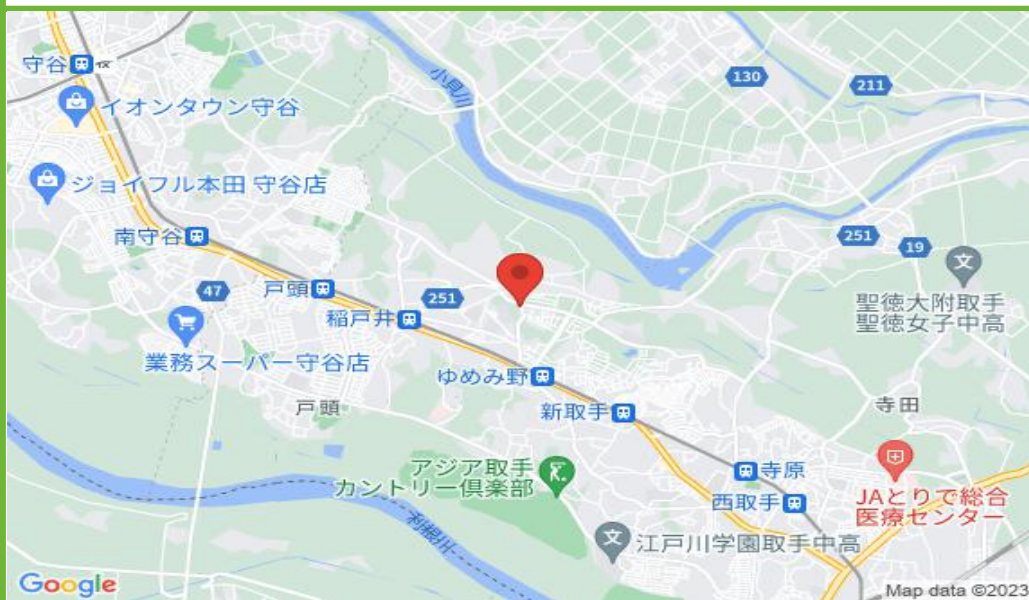 守谷
イオンタウン守谷
ジョイフル本田 守谷店
南守谷
戸頭
47
251
稲戸井
業務スーパー守谷店
戸頭
ゆめみ野
新取手
小貝川
130
211
251
19
聖徳大附取手
聖徳女子中高
寺田
寺原
西取手
JAとりで総合
医療センター
アジア取手
カントリー倶楽部
江戸川学園取手中高
利根川
Google
Map data ©2023